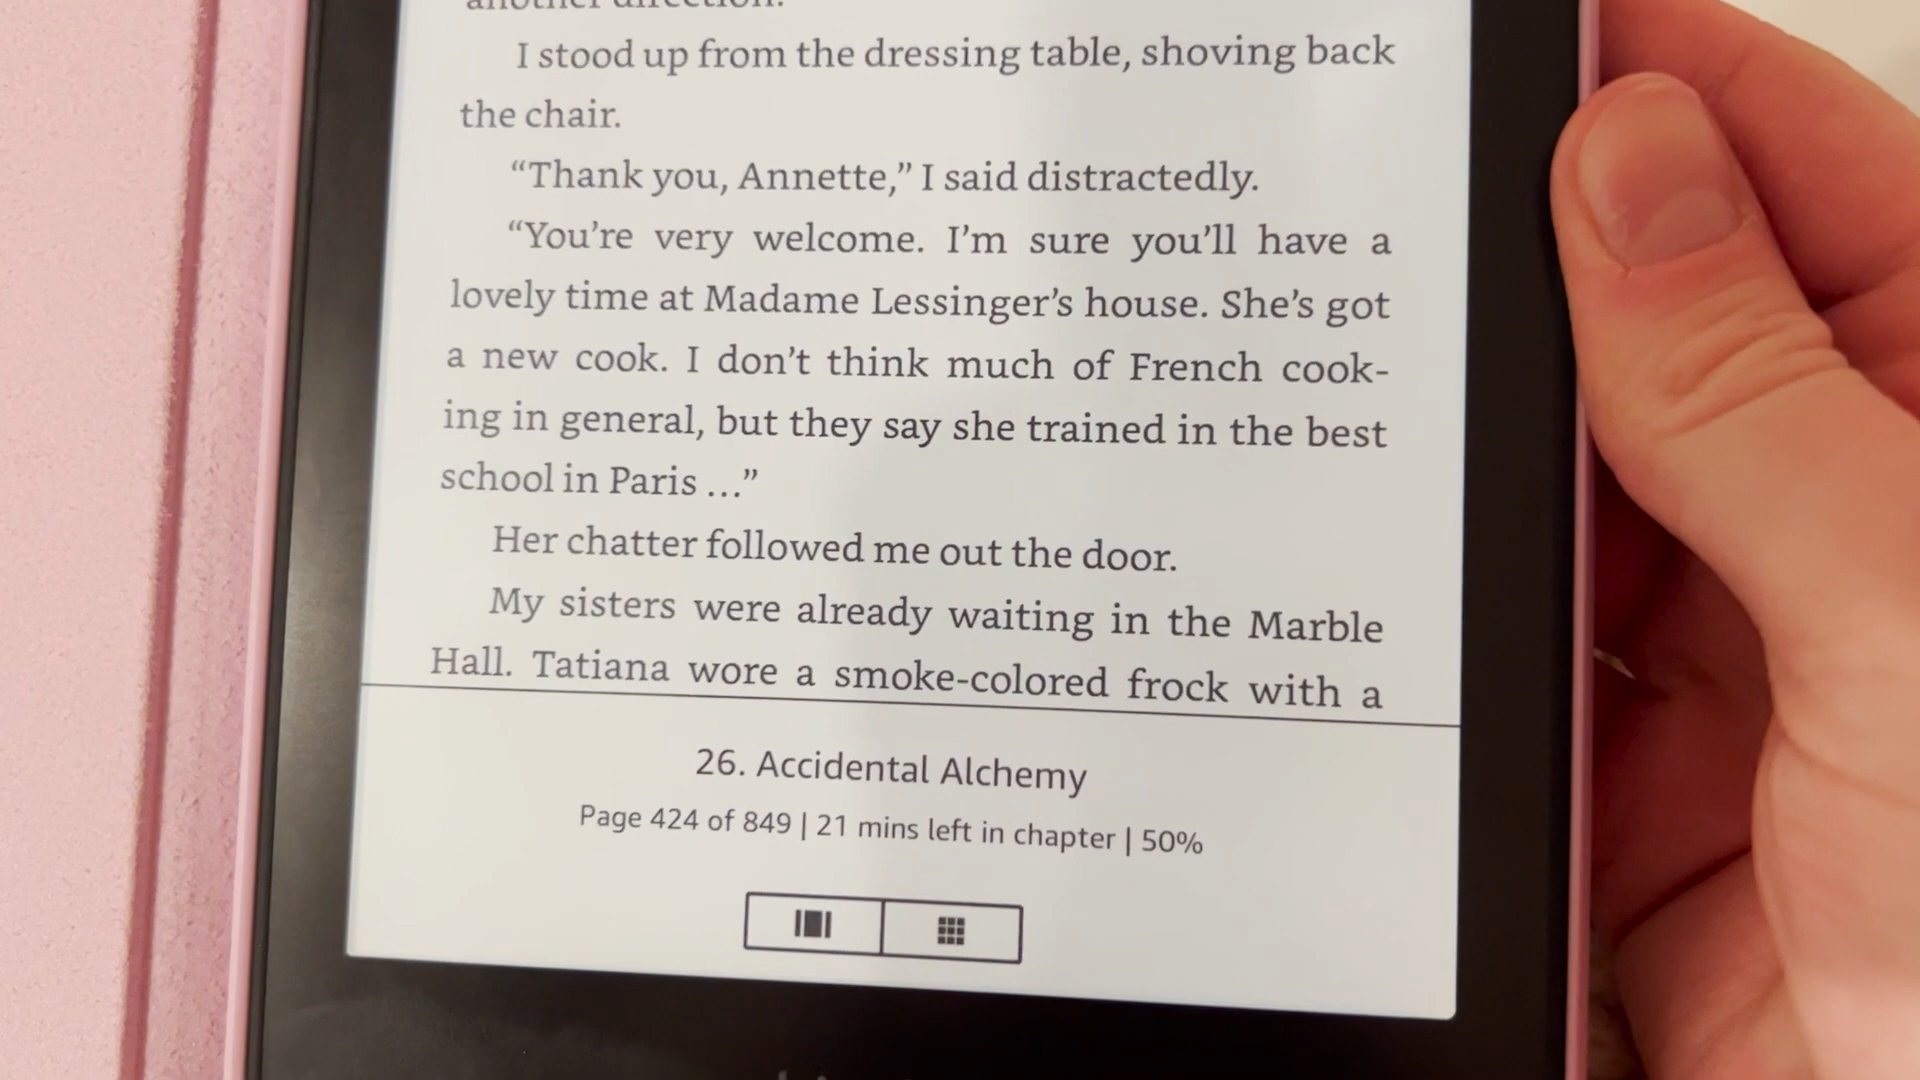 another direction.
I stood up from the dressing table, shoving back
the chair.
“Thank you, Annette,” I said distractedly.
“You’re very welcome. I’m sure you’ll have a
lovely time at Madame Lessinger’s house. She’s got
a new cook. I don’t think much of French cook-
ing in general, but they say she trained in the best
school in Paris ...”
Her chatter followed me out the door.
My sisters were already waiting in the Marble
Hall. Tatiana wore a smoke-colored frock with a
26. Accidental Alchemy
Page 424 of 849 | 21 mins left in chapter | 50%